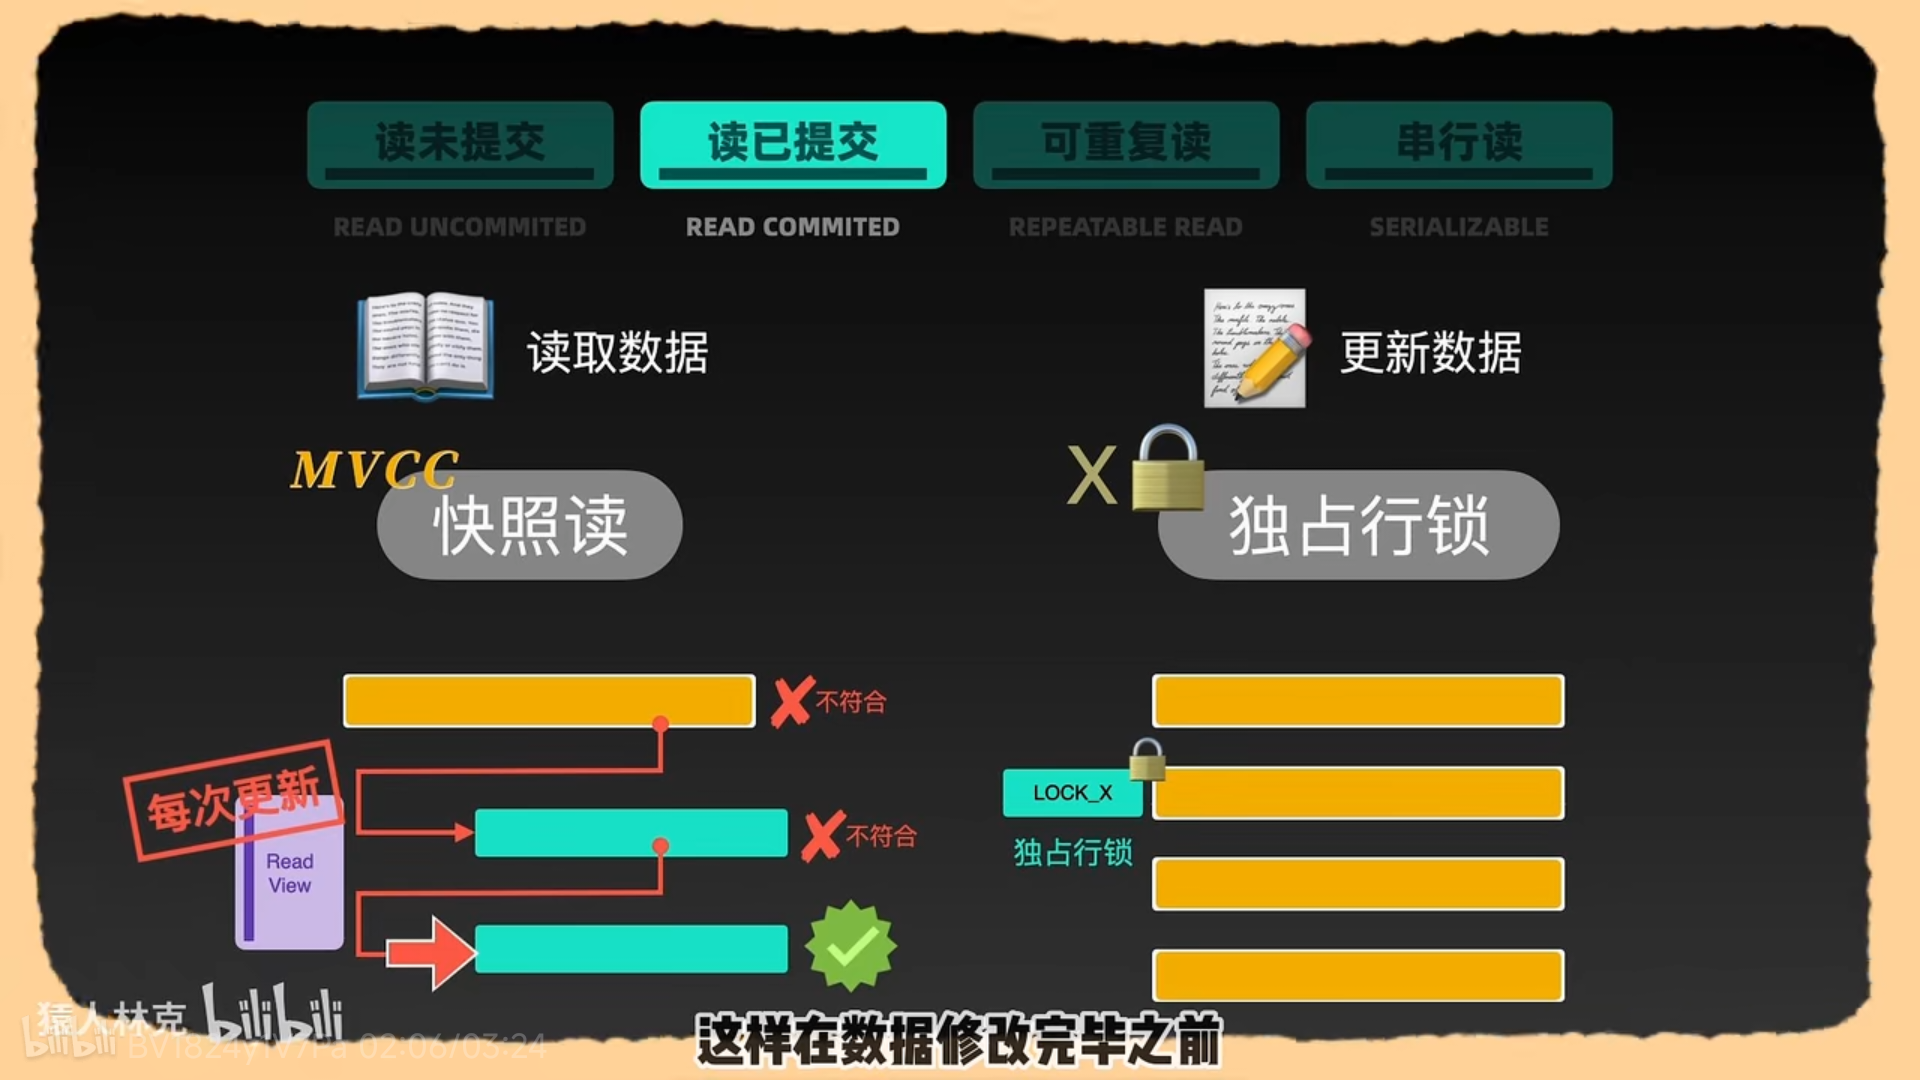 读未提交
读已提交
可重复读
串行读
READ UNCOMMITED
READ COMMITED
REPEATABLE READ
SERIALIZABLE
读取数据
更新数据
MVCC
快照读
X
独占行锁
不符合
每次更新
Read
View
不符合
LOCK_X
独占行锁
猿人林克 bilibili
bilibili BV1824y1V7Fa 02:06/03:24
这样在数据修改完毕之前